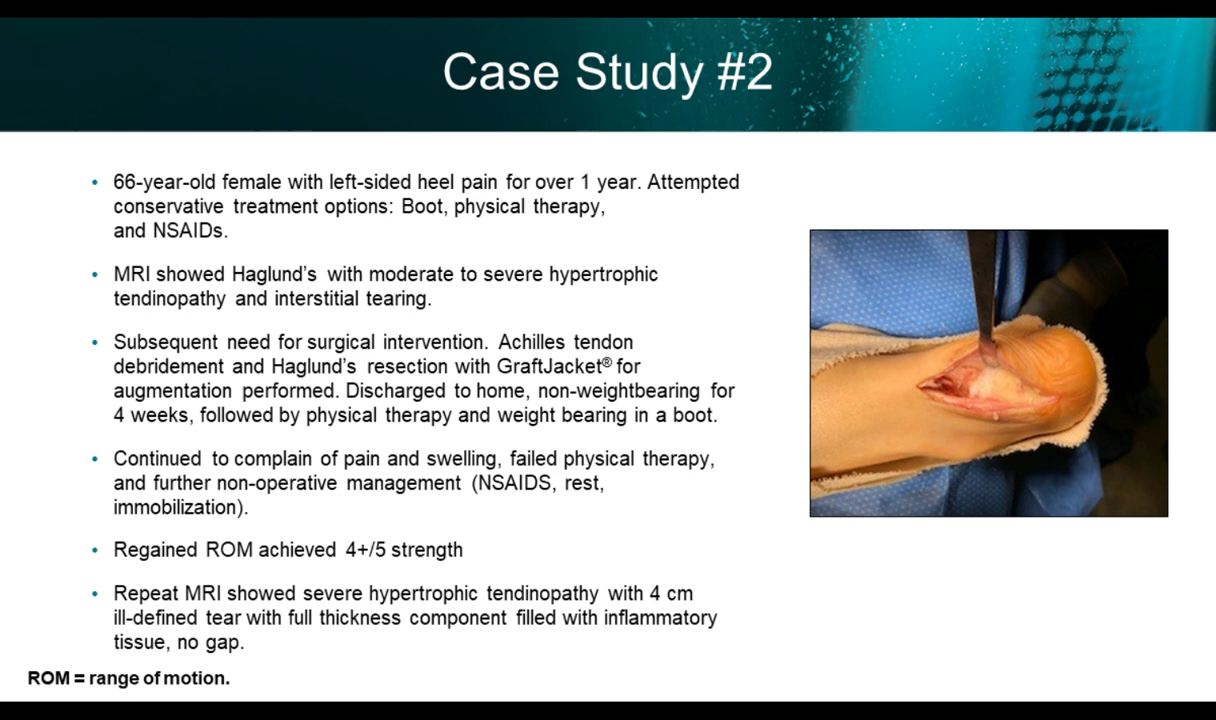 Case Study #2
• 66-year-old female with left-sided heel pain for over 1 year. Attempted
conservative treatment options: Boot, physical therapy,
and NSAIDs.
• MRI showed Haglund's with moderate to severe hypertrophic
tendinopathy and interstitial tearing.
• Subsequent need for surgical intervention. Achilles tendon
debridement and Haglund's resection with GraftJacket® for
augmentation performed. Discharged to home, non-weightbearing for
4 weeks, followed by physical therapy and weight bearing in a boot.
• Continued to complain of pain and swelling, failed physical therapy,
and further non-operative management (NSAIDS, rest,
immobilization).
• Regained ROM achieved 4+/5 strength
• Repeat MRI showed severe hypertrophic tendinopathy with 4 cm
ill-defined tear with full thickness component filled with inflammatory
tissue, no gap.
ROM = range of motion.